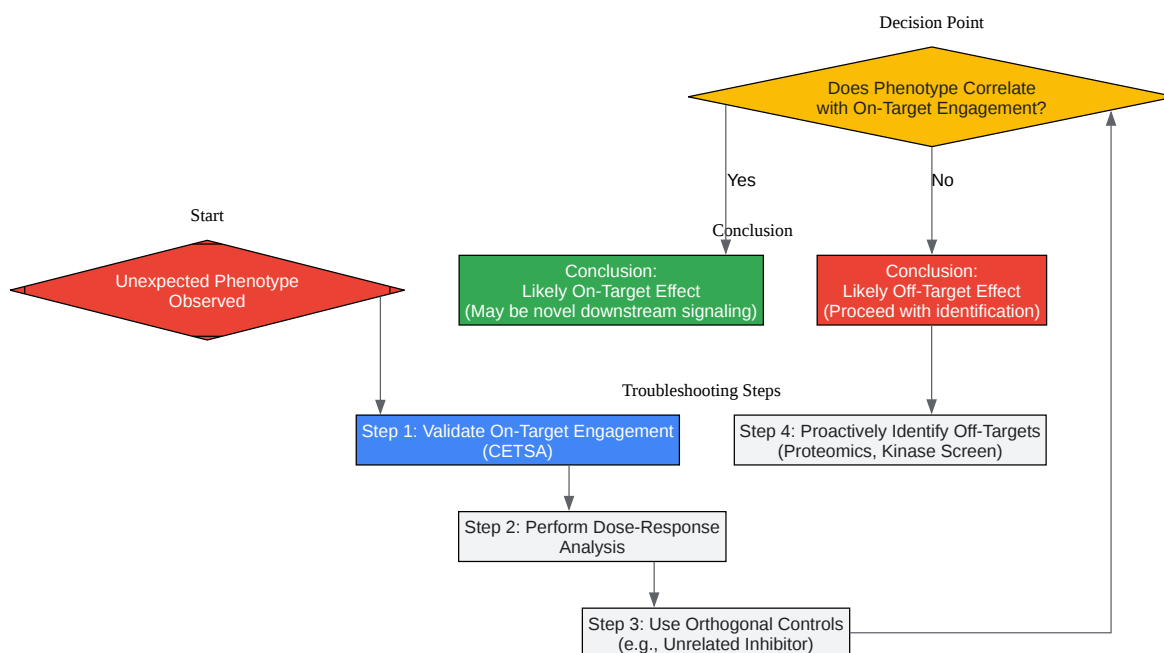 Decision Point
Does Phenotype Correlate
with On-Target Engagement?
Yes
No
Start
Unexpected Phenotype
Observed
Conclusion
Conclusion:
Likely On-Target Effect
(May be novel downstream signaling)
Conclusion:
Likely Off-Target Effect
(Proceed with identification)
Troubleshooting Steps
Step 1: Validate On-Target Engagement
(CETSA)
Step 4: Proactively Identify Off-Targets
(Proteomics, Kinase Screen)
Step 2: Perform Dose-Response
Analysis
Step 3: Use Orthogonal Controls
(e.g., Unrelated Inhibitor)